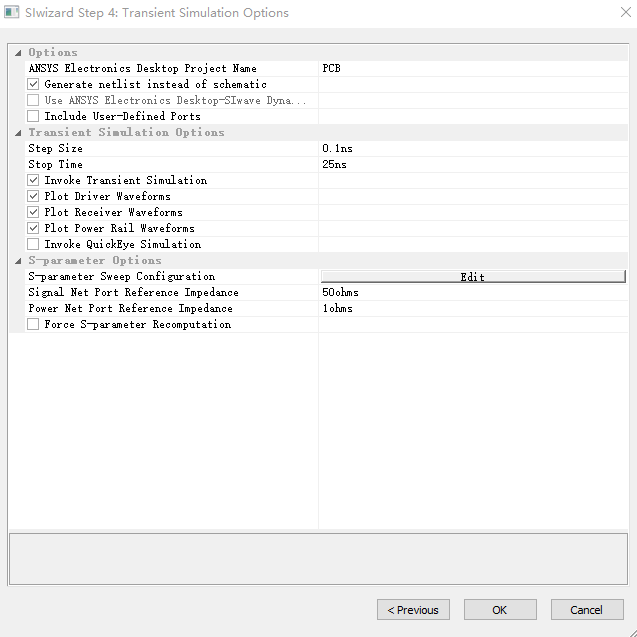 SIwizard Step 4: Transient Simulation Options
Options
ANSYS Electronics Desktop Project Name PCB
Generate netlist instead of schematic
Use ANSYS Electronics Desktop-SIwave Dyna...
Include User-Defined Ports
Transient Simulation Options
Step Size 0.1ns
Stop Time 25ns
Invoke Transient Simulation
Plot Driver Waveforms
Plot Receiver Waveforms
Plot Power Rail Waveforms
Invoke QuickEye Simulation
S-parameter Options
S-parameter Sweep Configuration Edit
Signal Net Port Reference Impedance 50ohms
Power Net Port Reference Impedance 1ohms
Force S-parameter Recomputation
< Previous OK Cancel